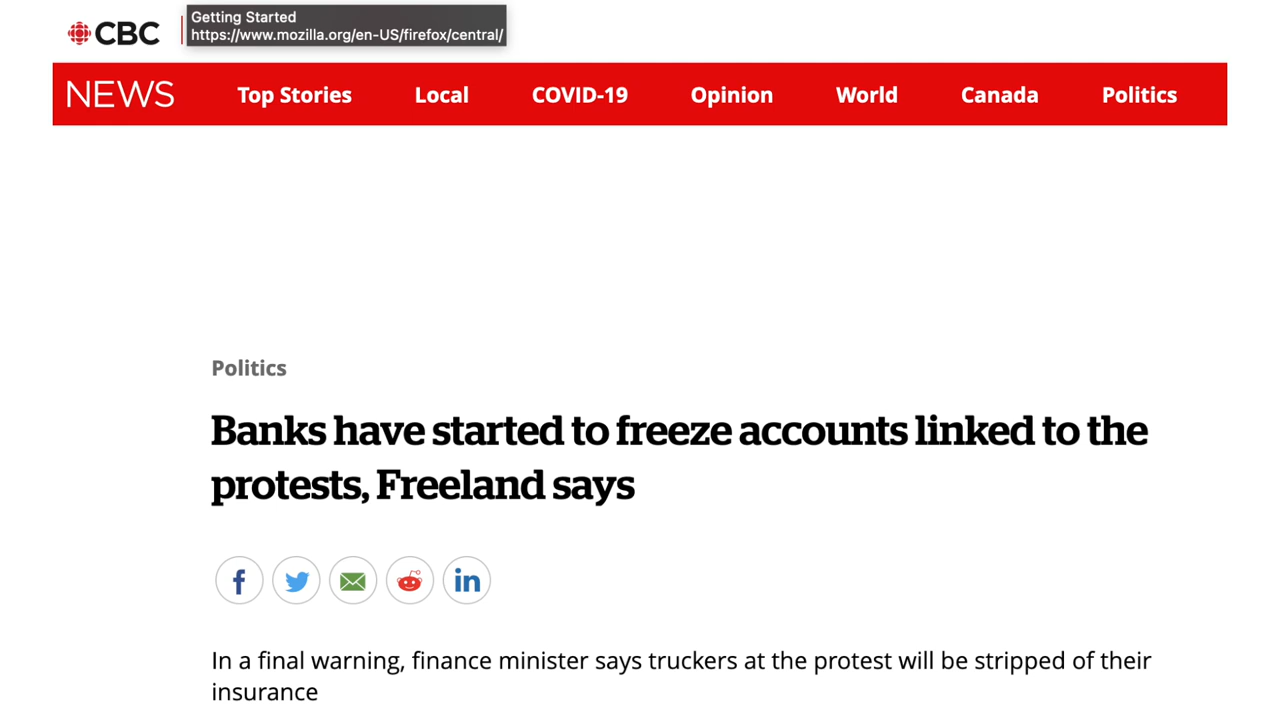 CBC
Getting Started
https://www.mozilla.org/en-US/firefox/central/
NEWS Top Stories Local COVID-19 Opinion World Canada Politics
Politics
Banks have started to freeze accounts linked to the
protests, Freeland says
f in
In a final warning, finance minister says truckers at the protest will be stripped of their
insurance